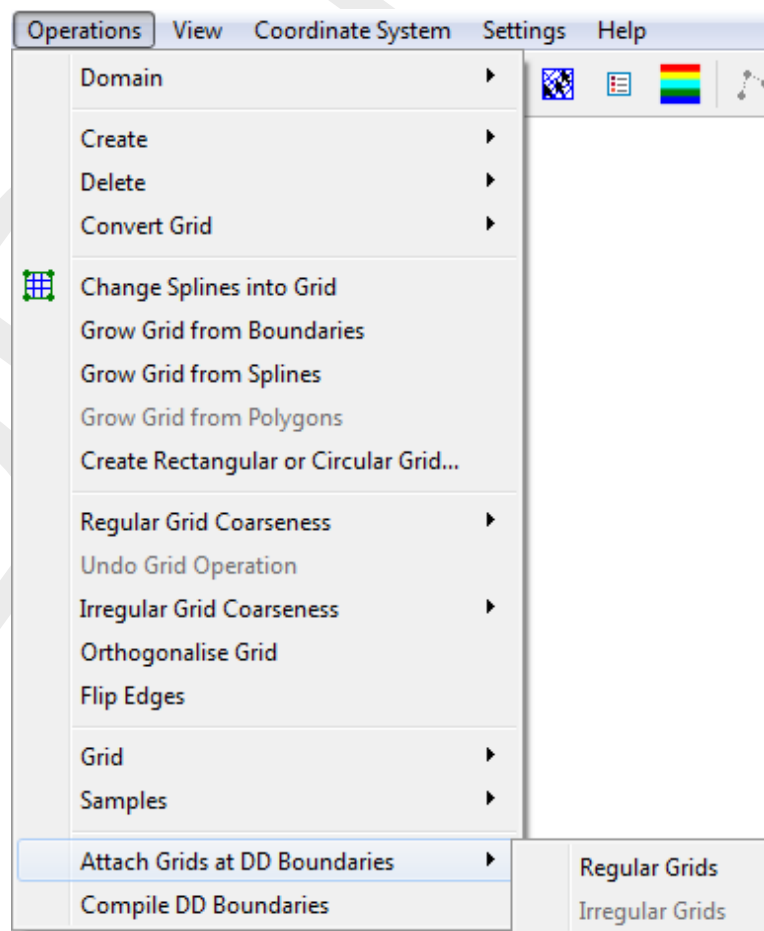 Operations View Coordinate System Settings Help
Domain
Create
Delete
Convert Grid
Change Splines into Grid
Grow Grid from Boundaries
Grow Grid from Splines
Grow Grid from Polygons
Create Rectangular or Circular Grid...
Regular Grid Coarseness
Undo Grid Operation
Irregular Grid Coarseness
Orthogonalise Grid
Flip Edges
Grid
Samples
Attach Grids at DD Boundaries
Regular Grids
Compile DD Boundaries
Irregular Grids